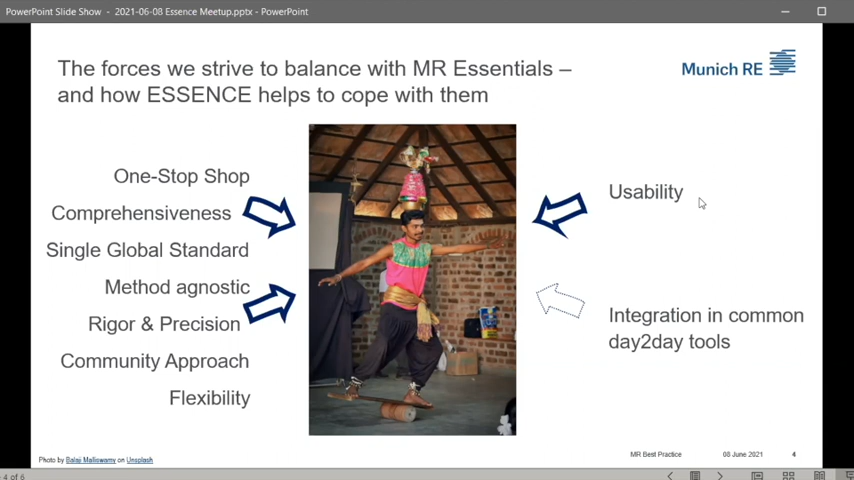 PowerPoint Slide Show - 2021-06-08 Essence Meetup.pptx - PowerPoint
The forces we strive to balance with MR Essentials –
and how ESSENCE helps to cope with them
Munich RE
One-Stop Shop
Comprehensiveness
Single Global Standard
Method agnostic
Rigor & Precision
Community Approach
Flexibility
Usability
Integration in common
day2day tools
Photo by Balaji Malliswamy on Unsplash
MR Best Practice
08 June 2021
4
4 of 6